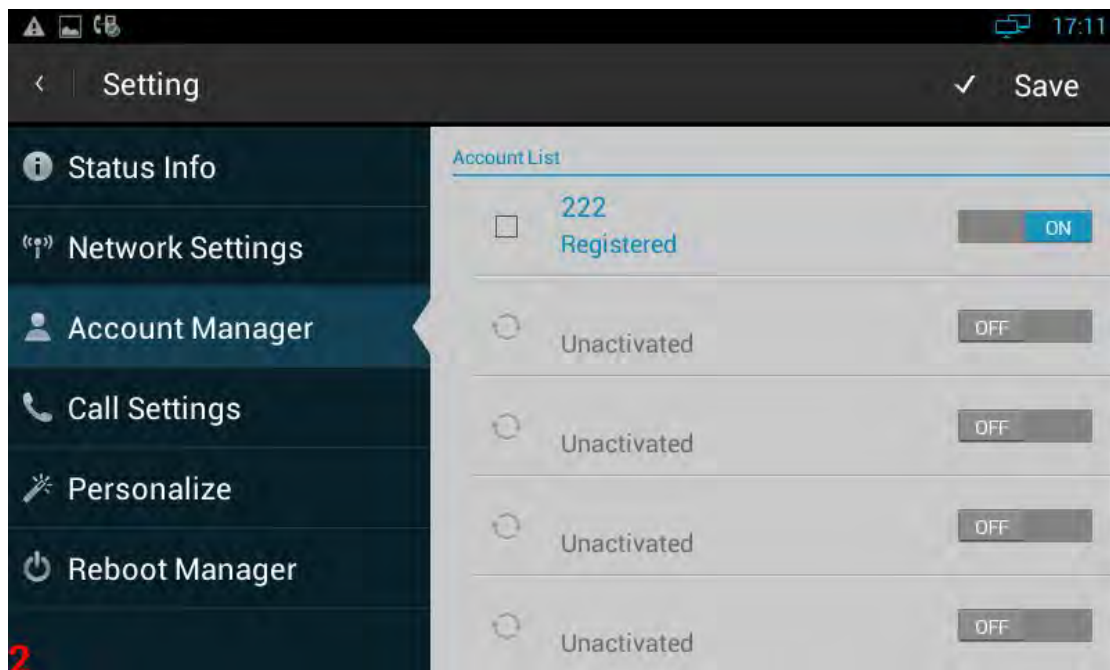 17:11
Setting
Save
Status Info
Network Settings
Account Manager
Call Settings
Personalize
Reboot Manager
2
Account List
222
Registered
ON
Unactivated
OFF
Unactivated
OFF
Unactivated
OFF
Unactivated
OFF